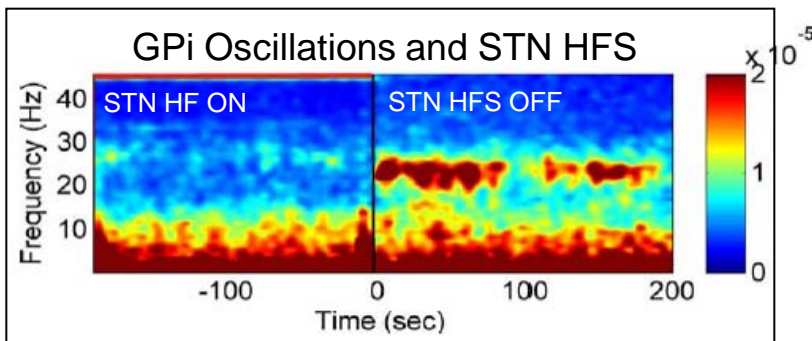 GPi Oscillations and STN HFS
x 10-5
STN HF ON
STN HFS OFF
2
1
0
40
30
20
10
Frequency (Hz)
-100
0
100
200
Time (sec)